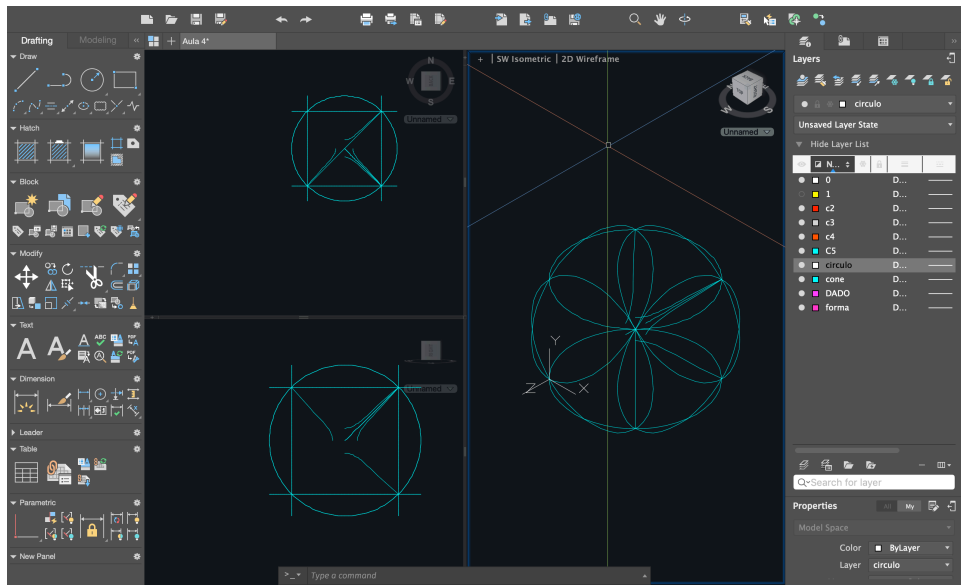 Drafting Modeling «
+ Aula 4*
»
Draw
Hatch
Block
Modify
Text
Dimension
Leader
Table
Parametric
New Panel
N
W E
S
Unnamed
Unnamed
+ | SW Isometric | 2D Wireframe
W S
Unnamed
Y
Z X
>_ Type a command
Layers
circulo
Unsaved Layer State
Hide Layer List
N...
0 D...
1
c2 D...
c3 D...
c4 D...
C5 D...
circulo D...
cone D...
DADO D...
forma D...
Search for layer
Properties All My
Model Space
Color ByLayer
Layer circulo